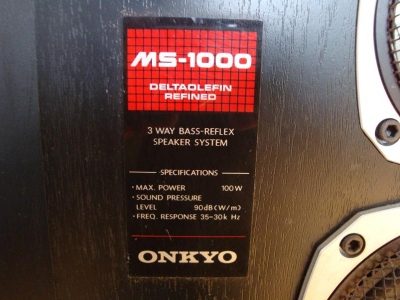 MS-1000
DELTAOLEFIN
REFINED
3 WAY BASS-REFLEX
SPEAKER SYSTEM
SPECIFICATIONS
· MAX. POWER 100W
· SOUND PRESSURE
LEVEL 90dB (W/m)
· FREQ. RESPONSE 35-30k Hz
ONKYO